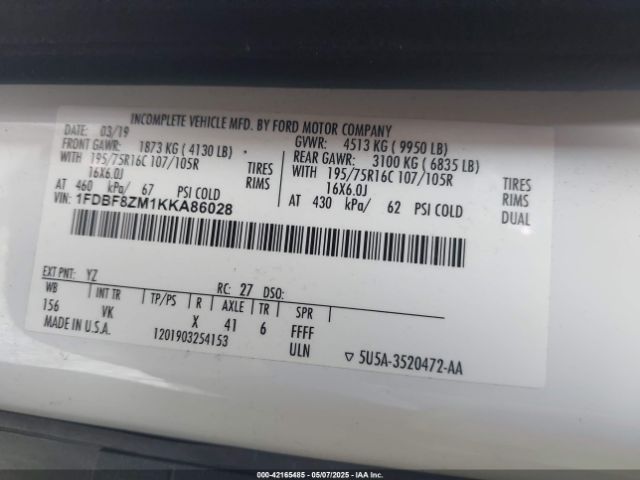 INCOMPLETE VEHICLE MFD. BY FORD MOTOR COMPANY
DATE: 03/19 GVWR: 4513 KG ( 9950 LB)
FRONT GAWR: 1873 KG ( 4130 LB) REAR GAWR: 3100 KG ( 6835 LB)
WITH 195/75R16C 107/105R TIRES WITH 195/75R16C 107/105R TIRES
16X6.0J RIMS 16X6.0J RIMS
AT 460 kPa/ 67 PSI COLD AT 430 kPa/ 62 PSI COLD DUAL
VIN: 1FDBF8ZM1KKA86028
EXT PNT: YZ RC: 27 DSO:
WB INT TR TP/PS R AXLE TR SPR
156 VK X 41 6 FFFF
MADE IN U.S.A. 1201903254153 ULN
▽ 5U5A-3520472-AA
000-42165485 - 05/07/2025 - IAAI.com